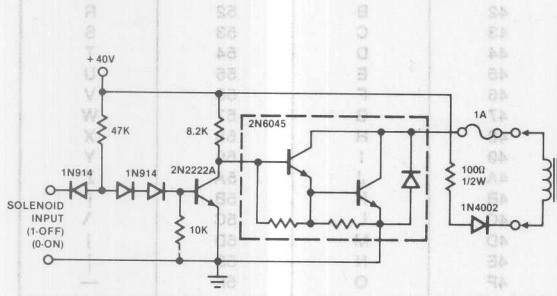 + 40V
47K
8.2K
2N6045
1A
1N914
1N914
2N2222A
100Ω
1/2W
SOLENOID
INPUT
(1-OFF)
(0-ON)
10K
1N4002